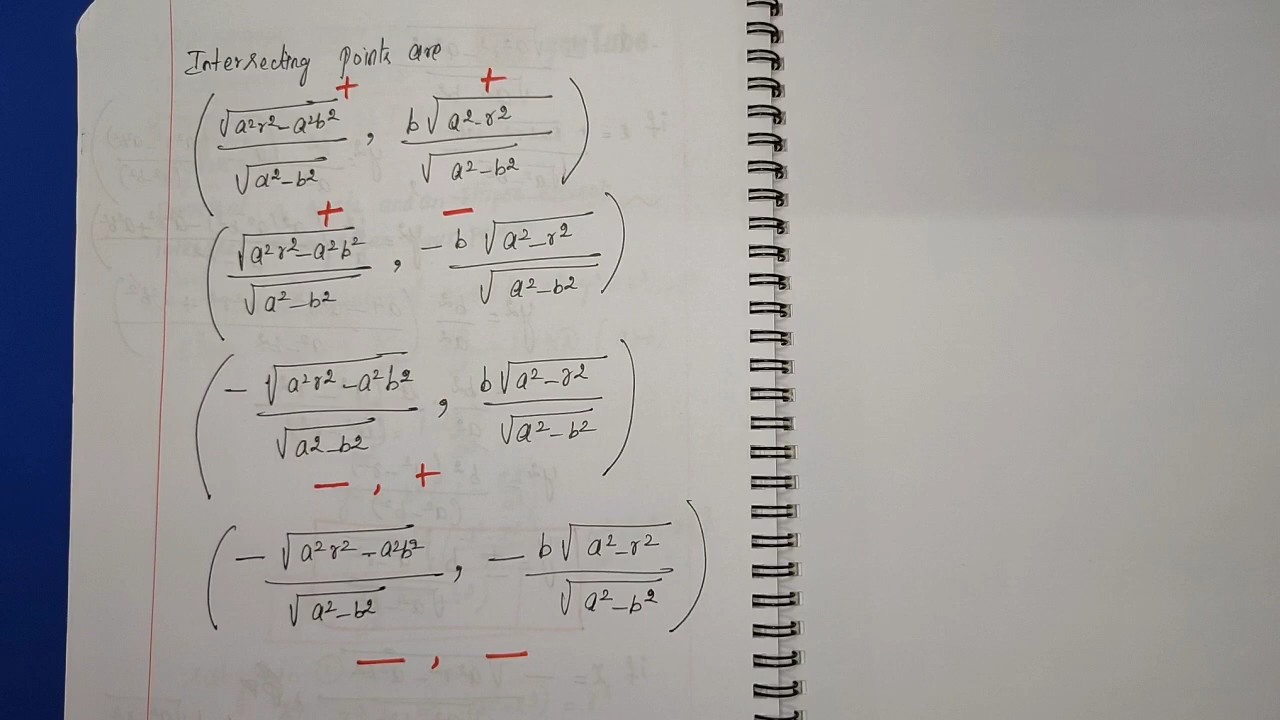 Intersecting Points are
+ +
(√(a²r²-a²b²)/√(a²-b²), b√(a²-r²)/√(a²-b²))
+ −
(√(a²r²-a²b²)/√(a²-b²), -b√(a²-r²)/√(a²-b²))
(-√(a²r²-a²b²)/√(a²-b²), b√(a²-r²)/√(a²-b²))
− , +
(-√(a²r²-a²b²)/√(a²-b²), -b√(a²-r²)/√(a²-b²))
− , −